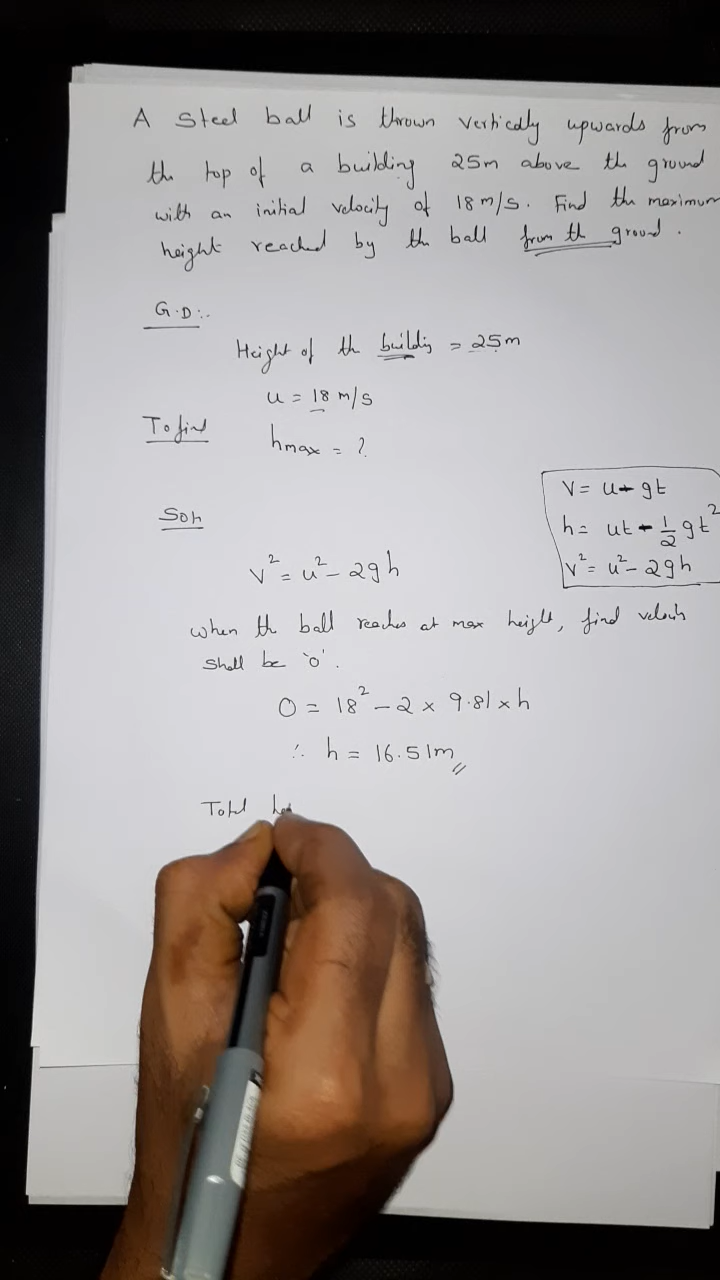 A steel ball is thrown vertically upwards from
the top of a building 25m above the ground
with an initial velocity of 18 m/s. Find the maximum
height reached by the ball from the ground.
G.D:-
Height of the building = 25m
u = 18 m/s
To find
hmax = ?
Soln
v = u - gt
h = ut - 1/2 gt²
v² = u² - 2gh
v² = u² - 2gh
when the ball reaches at max height, find velocity
shall be 'o'.
0 = 18² - 2 × 9.81 × h
∴ h = 16.51m
Total